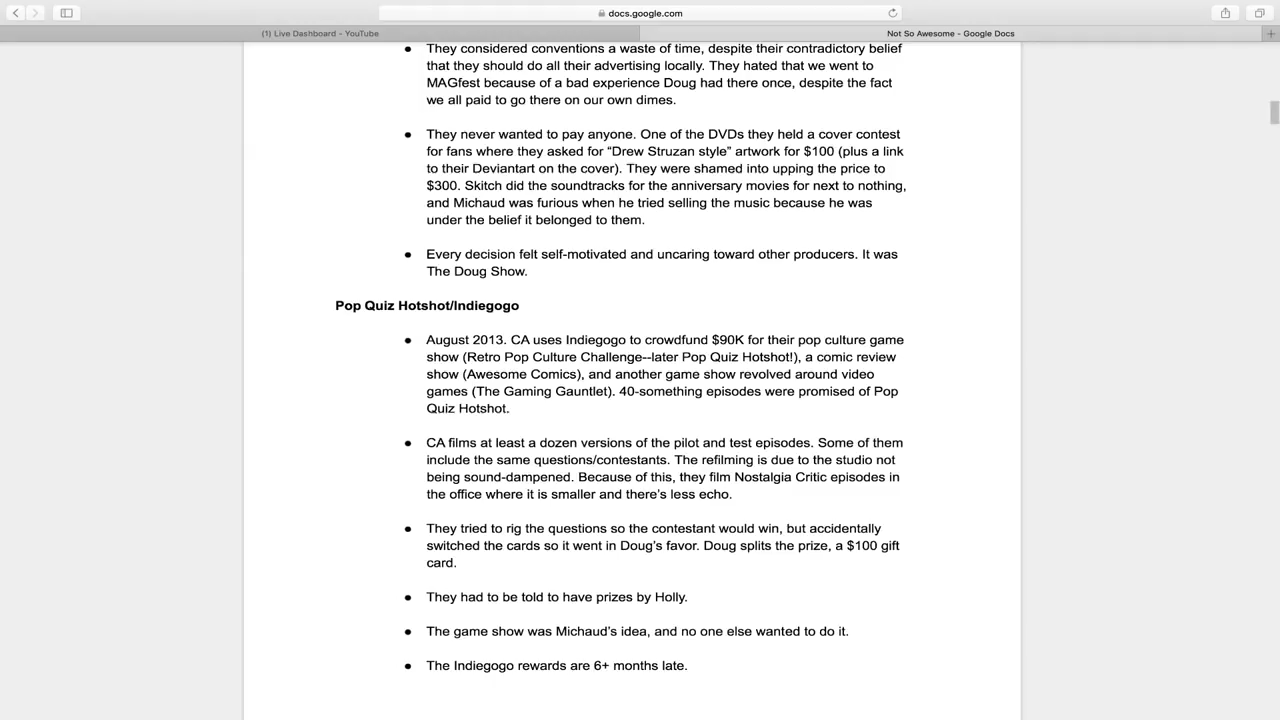 docs.google.com
(1) Live Dashboard - YouTube
Not So Awesome - Google Docs
● They considered conventions a waste of time, despite their contradictory belief
that they should do all their advertising locally. They hated that we went to
MAGfest because of a bad experience Doug had there once, despite the fact
we all paid to go there on our own dimes.
● They never wanted to pay anyone. One of the DVDs they held a cover contest
for fans where they asked for “Drew Struzan style” artwork for $100 (plus a link
to their Deviantart on the cover). They were shamed into upping the price to
$300. Skitch did the soundtracks for the anniversary movies for next to nothing,
and Michaud was furious when he tried selling the music because he was
under the belief it belonged to them.
● Every decision felt self-motivated and uncaring toward other producers. It was
The Doug Show.
Pop Quiz Hotshot/Indiegogo
● August 2013. CA uses Indiegogo to crowdfund $90K for their pop culture game
show (Retro Pop Culture Challenge--later Pop Quiz Hotshot!), a comic review
show (Awesome Comics), and another game show revolved around video
games (The Gaming Gauntlet). 40-something episodes were promised of Pop
Quiz Hotshot.
● CA films at least a dozen versions of the pilot and test episodes. Some of them
include the same questions/contestants. The refilming is due to the studio not
being sound-dampened. Because of this, they film Nostalgia Critic episodes in
the office where it is smaller and there’s less echo.
● They tried to rig the questions so the contestant would win, but accidentally
switched the cards so it went in Doug’s favor. Doug splits the prize, a $100 gift
card.
● They had to be told to have prizes by Holly.
● The game show was Michaud’s idea, and no one else wanted to do it.
● The Indiegogo rewards are 6+ months late.